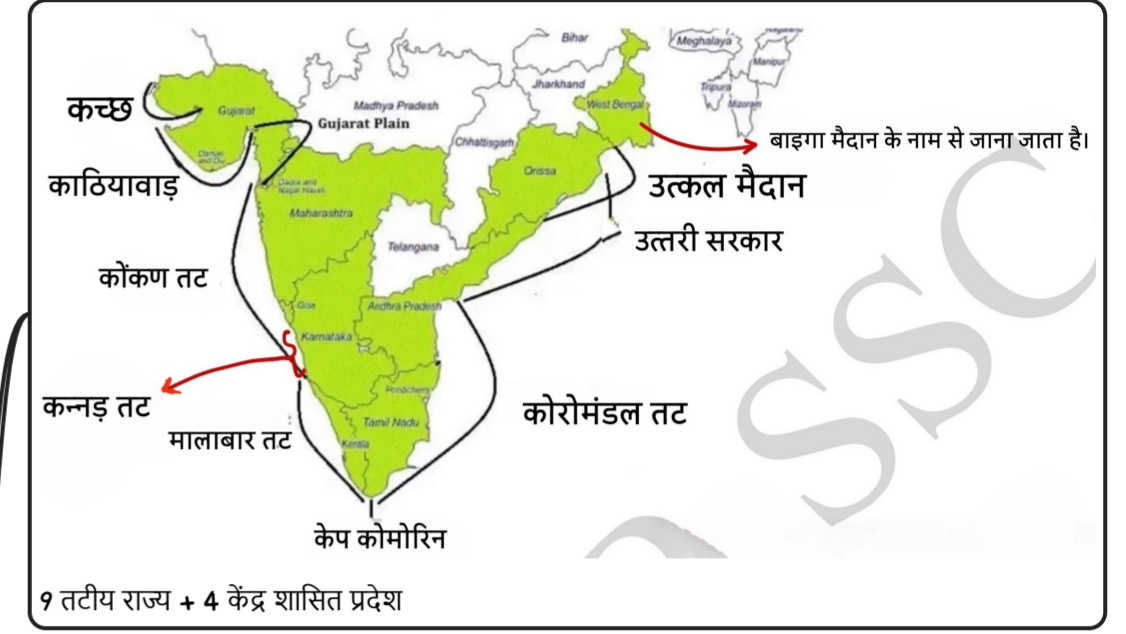 Bihar
Meghalaya
Manipur
Jharkhand
Tripura
Mizoram
West Bengal
Madhya Pradesh
Gujarat
Gujarat Plain
कच्छ
Chhattisgarh
बाइगा मैदान के नाम से जाना जाता है।
Daman
and Diu
Orissa
काठियावाड़
Dadra and
Nagar Haveli
उत्कल मैदान
Maharashtra
Telangana
उत्तरी सरकार
कोंकण तट
Goa
Andhra Pradesh
Karnataka
कन्नड़ तट
Pondicherry
कोरोमंडल तट
Tamil Nadu
मालाबार तट
Kerala
केप कोमोरिन
SSC
9 तटीय राज्य + 4 केंद्र शासित प्रदेश